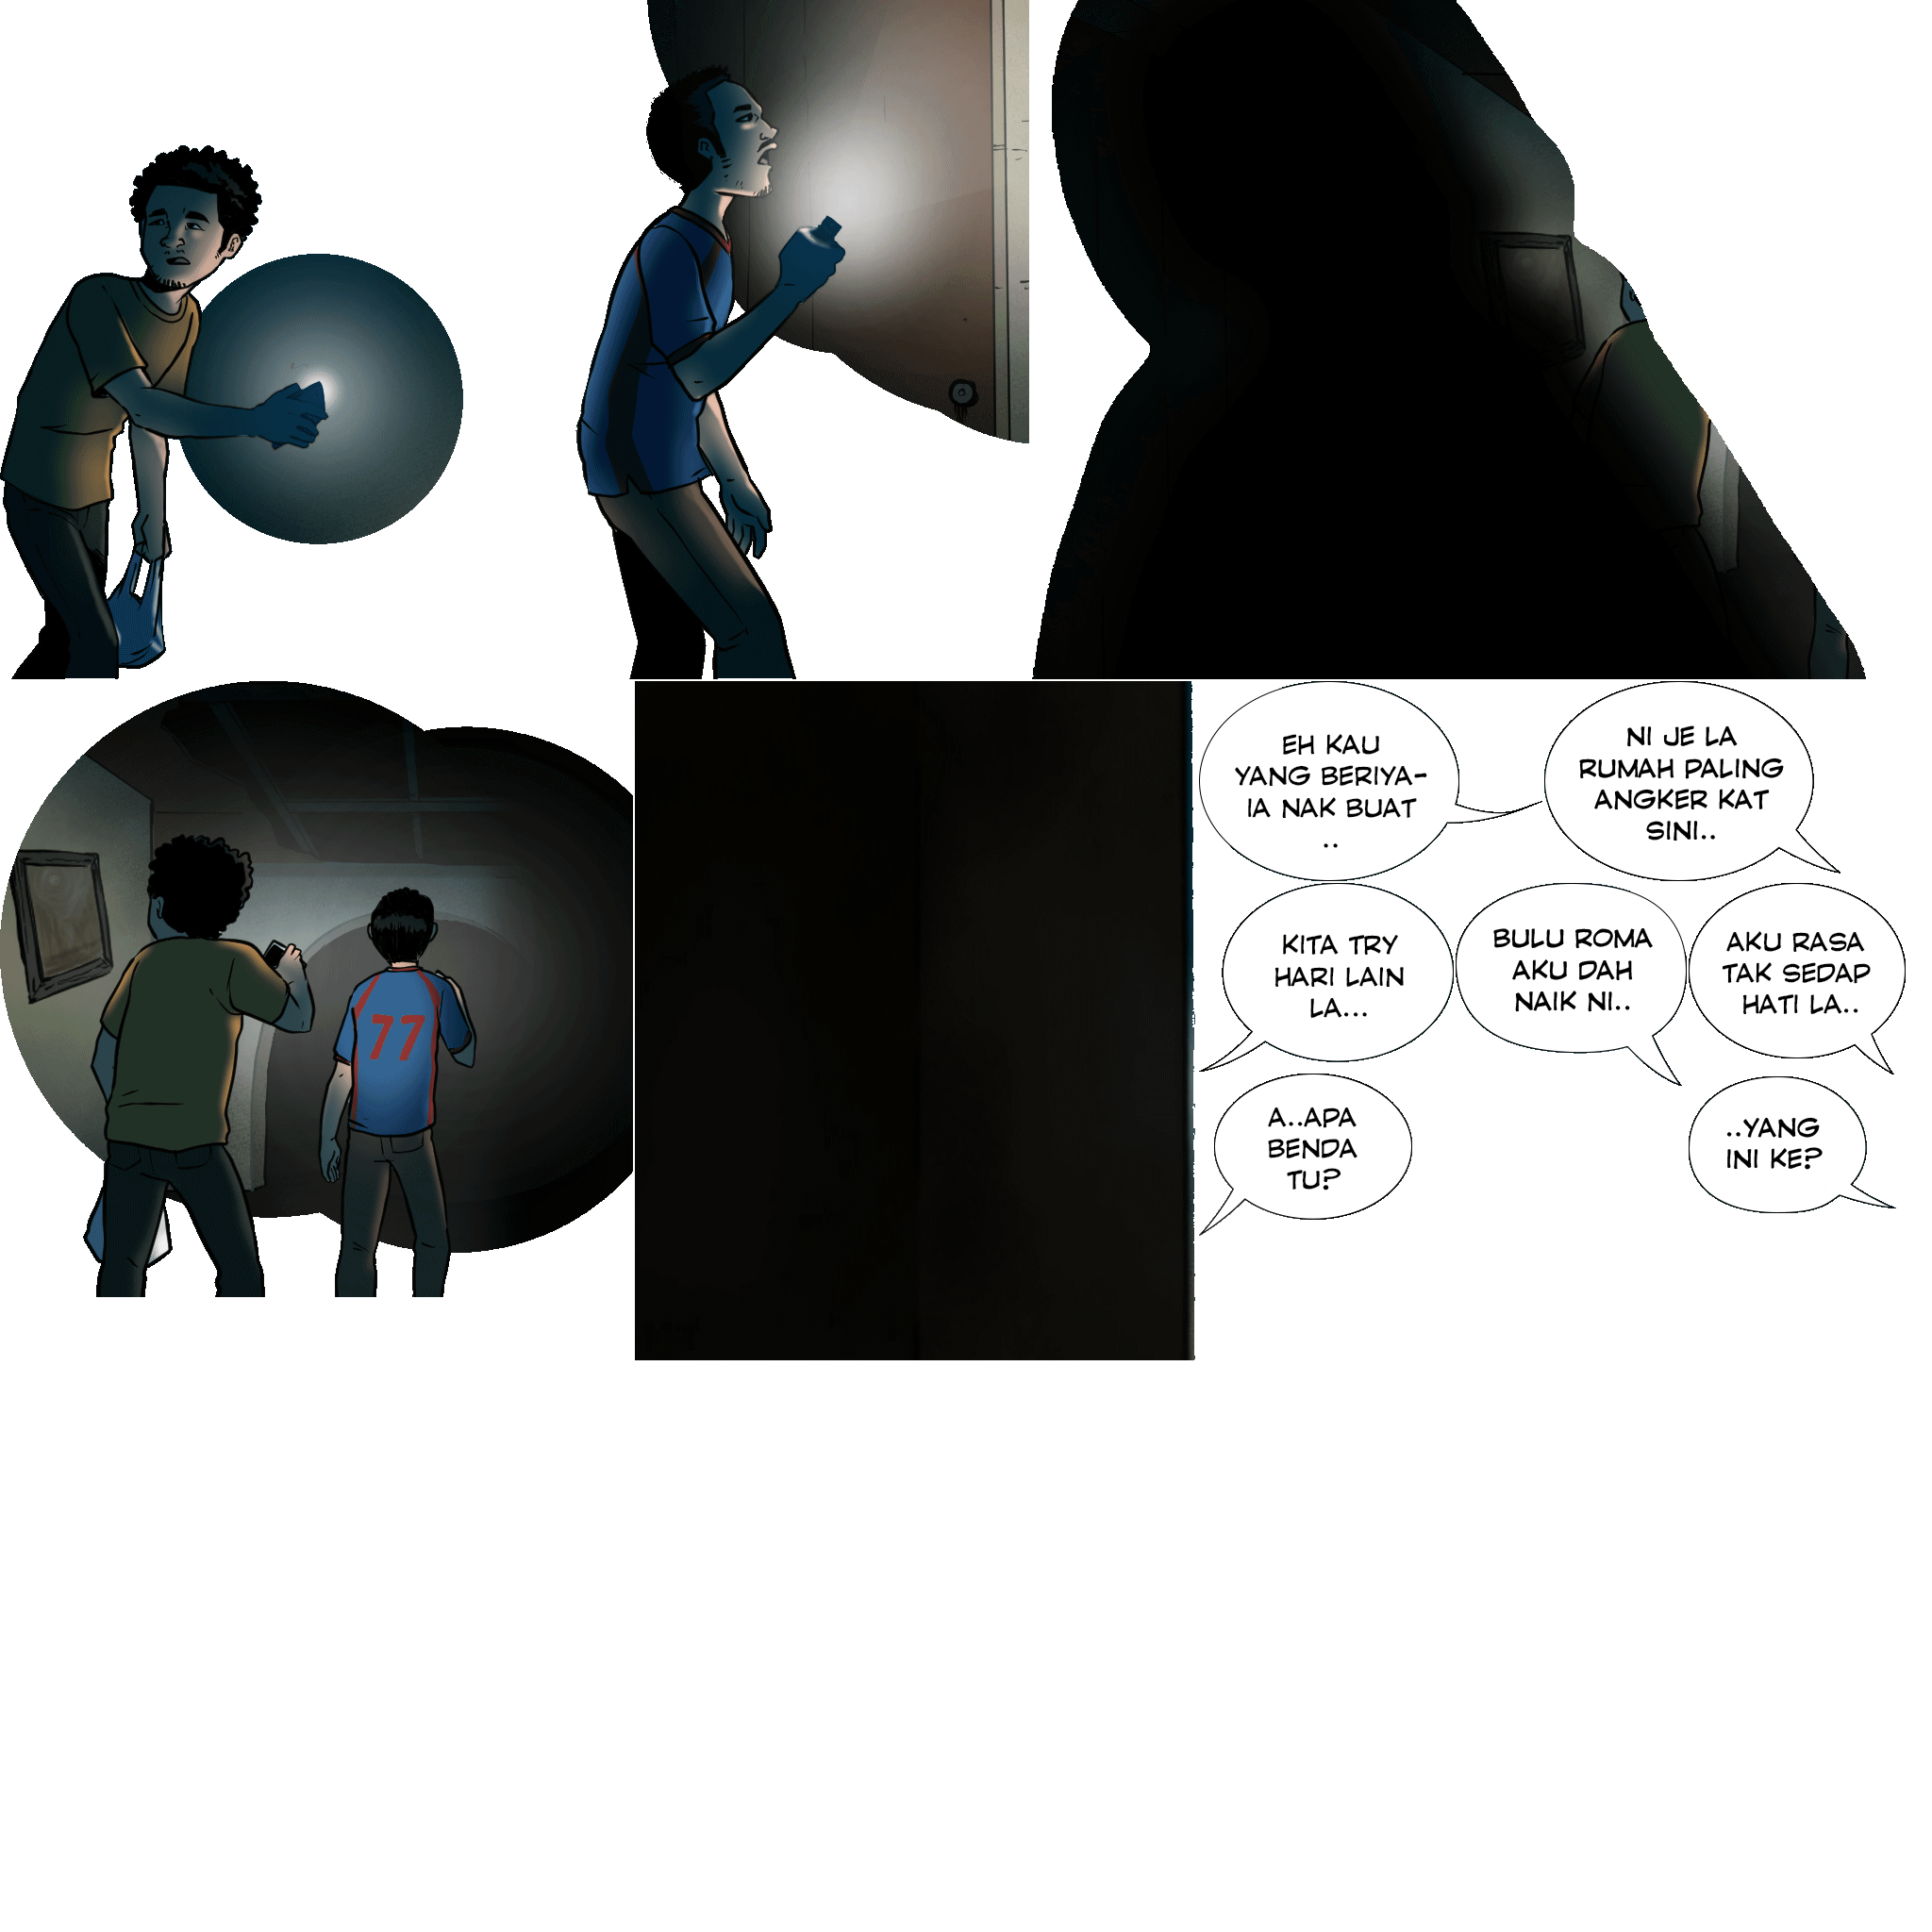 77
EH KAU
YANG BERIYA-
IA NAK BUAT
..
NI JE LA
RUMAH PALING
ANGKER KAT
SINI..
KITA TRY
HARI LAIN
LA...
BULU ROMA
AKU DAH
NAIK NI..
AKU RASA
TAK SEDAP
HATI LA..
A..APA
BENDA
TU?
..YANG
INI KE?